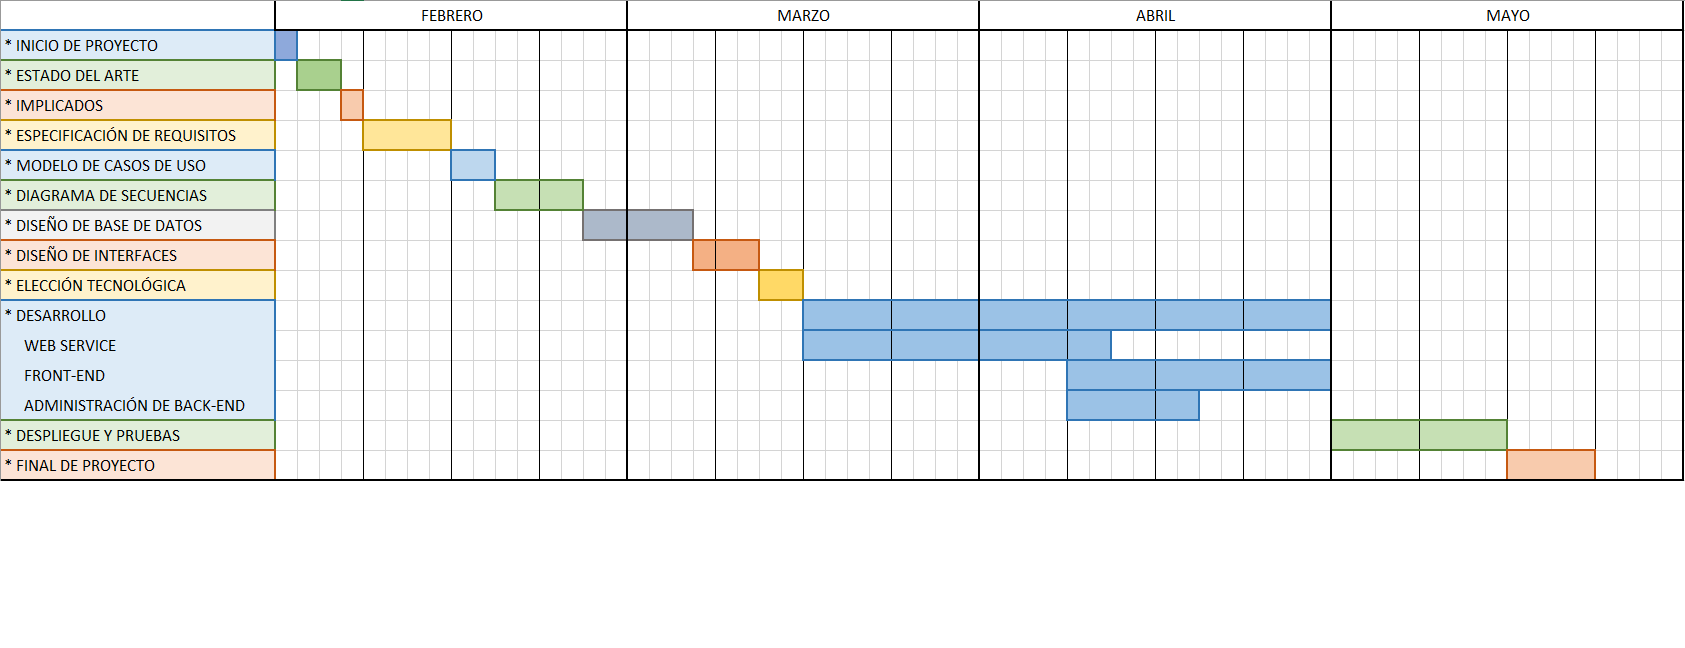 FEBRERO MARZO ABRIL MAYO
* INICIO DE PROYECTO
* ESTADO DEL ARTE
* IMPLICADOS
* ESPECIFICACIÓN DE REQUISITOS
* MODELO DE CASOS DE USO
* DIAGRAMA DE SECUENCIAS
* DISEÑO DE BASE DE DATOS
* DISEÑO DE INTERFACES
* ELECCIÓN TECNOLÓGICA
* DESARROLLO
WEB SERVICE
FRONT-END
ADMINISTRACIÓN DE BACK-END
* DESPLIEGUE Y PRUEBAS
* FINAL DE PROYECTO